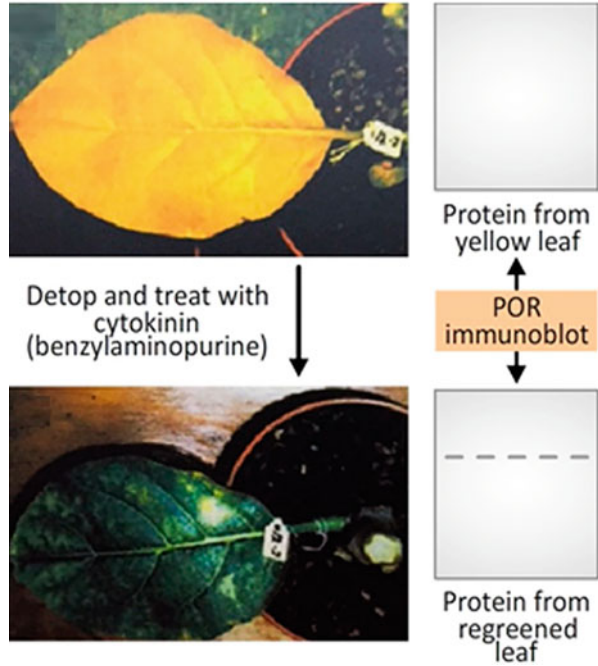 Protein from
yellow leaf
Detop and treat with
cytokinin
(benzylaminopurine)
POR
immunoblot
Protein from
regreened
leaf